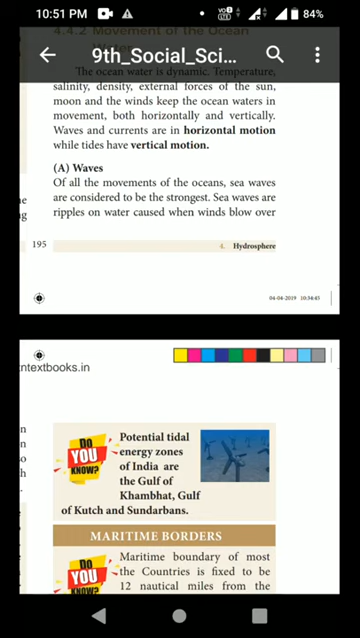 10:51 PM
84%
4.4.2 Movement of The Ocean
Water
9th_Social_Sci...
The ocean water is dynamic. Temperature,
salinity, density, external forces of the sun,
moon and the winds keep the ocean waters in
movement, both horizontally and vertically.
Waves and currents are in horizontal motion
while tides have vertical motion.
(A) Waves
Of all the movements of the oceans, sea waves
are considered to be the strongest. Sea waves are
ripples on water caused when winds blow over
195
4. Hydrosphere
04-04-2019 10:34:43
ntextbooks.in
DO YOU KNOW?
Potential tidal
energy zones
of India are
the Gulf of
Khambhat, Gulf
of Kutch and Sundarbans.
MARITIME BORDERS
DO YOU KNOW?
Maritime boundary of most
the Countries is fixed to be
12 nautical miles from the